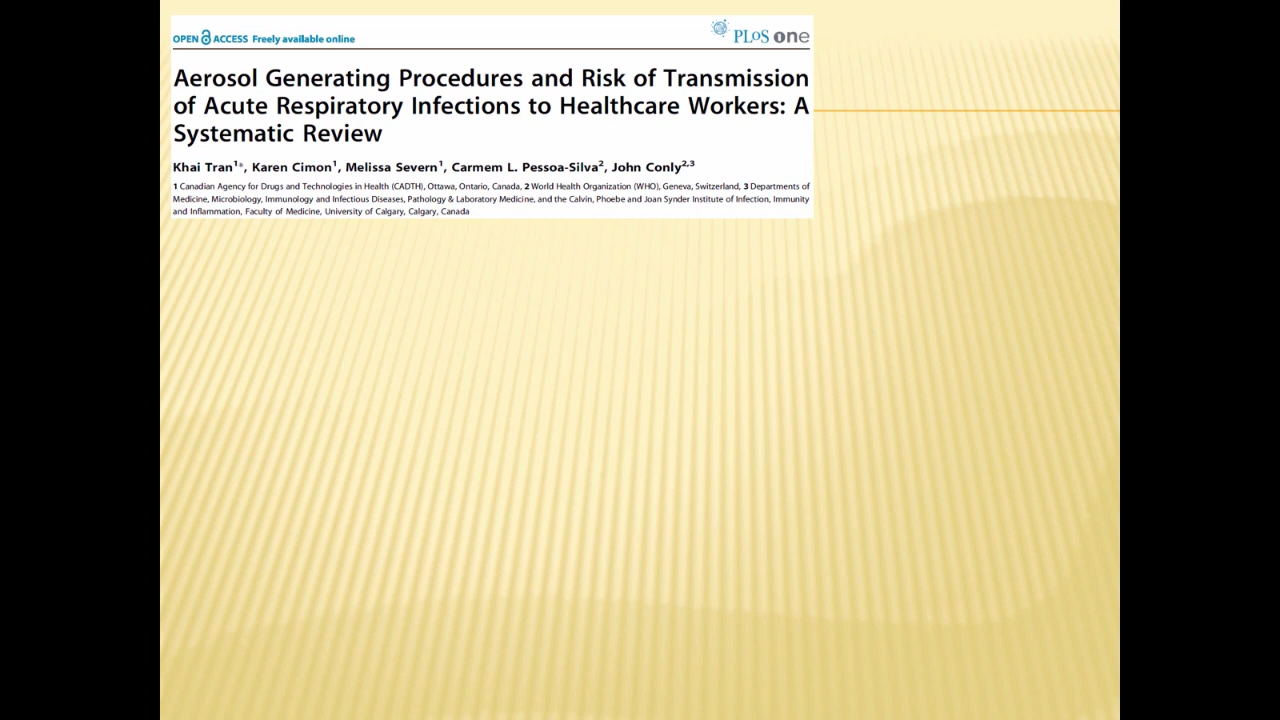 OPEN ACCESS Freely available online
PLoS one
Aerosol Generating Procedures and Risk of Transmission
of Acute Respiratory Infections to Healthcare Workers: A
Systematic Review
Khai Tran1*, Karen Cimon1, Melissa Severn1, Carmem L. Pessoa-Silva2, John Conly2,3
1 Canadian Agency for Drugs and Technologies in Health (CADTH), Ottawa, Ontario, Canada, 2 World Health Organization (WHO), Geneva, Switzerland, 3 Departments of
Medicine, Microbiology, Immunology and Infectious Diseases, Pathology & Laboratory Medicine, and the Calvin, Phoebe and Joan Synder Institute of Infection, Immunity
and Inflammation, Faculty of Medicine, University of Calgary, Calgary, Canada